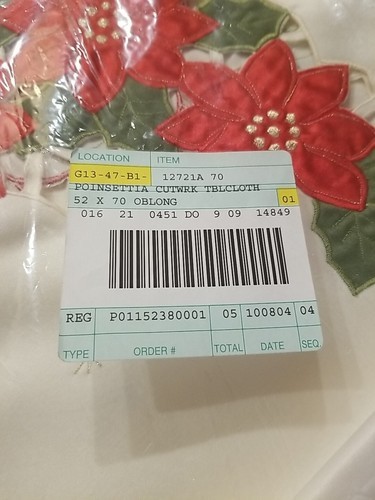 LOCATION ITEM
G13-47-B1- 12721A 70
POINSETTIA CUTWRK TBLCLOTH
52 X 70 OBLONG 01
016 21 0451 DO 9 09 14849
REG P01152380001 05 100804 04
TYPE ORDER # TOTAL DATE SEQ.